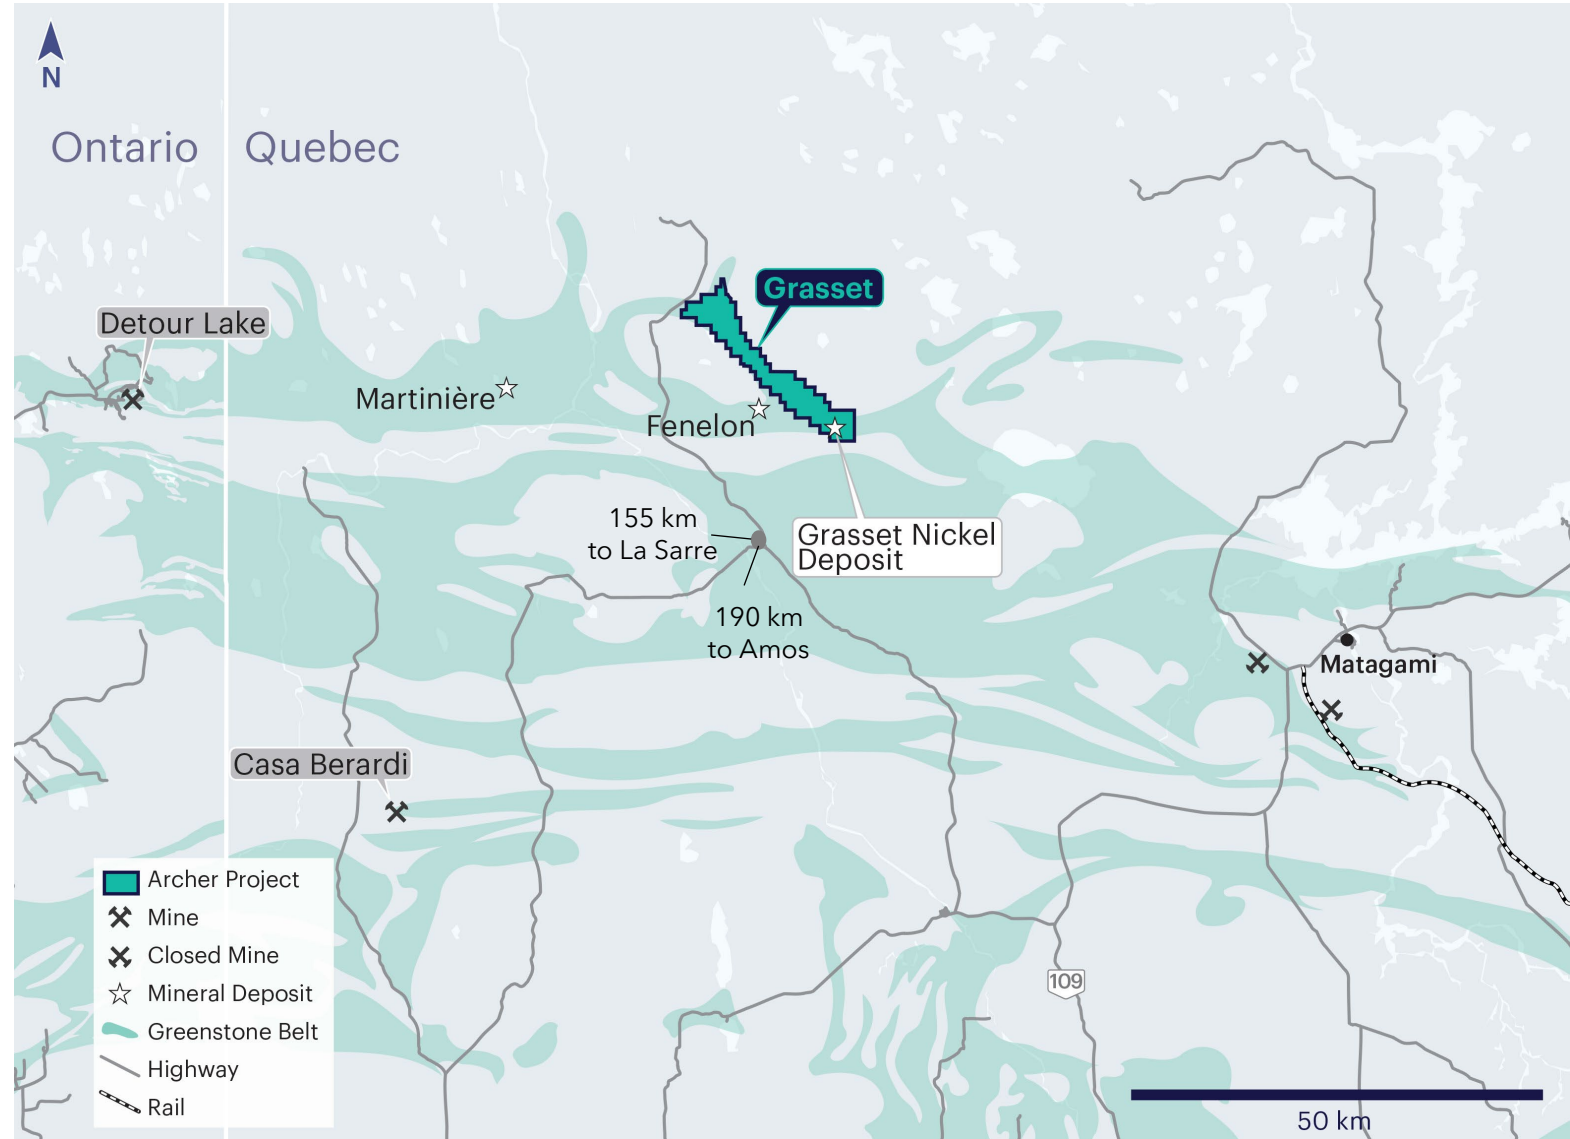 N
Ontario
Quebec
Grasset
Detour Lake
Martinière
Fenelon
155 km
to La Sarre
Grasset Nickel
Deposit
190 km
to Amos
Matagami
Casa Berardi
Archer Project
Mine
Closed Mine
Mineral Deposit
Greenstone Belt
Highway
Rail
109
50 km